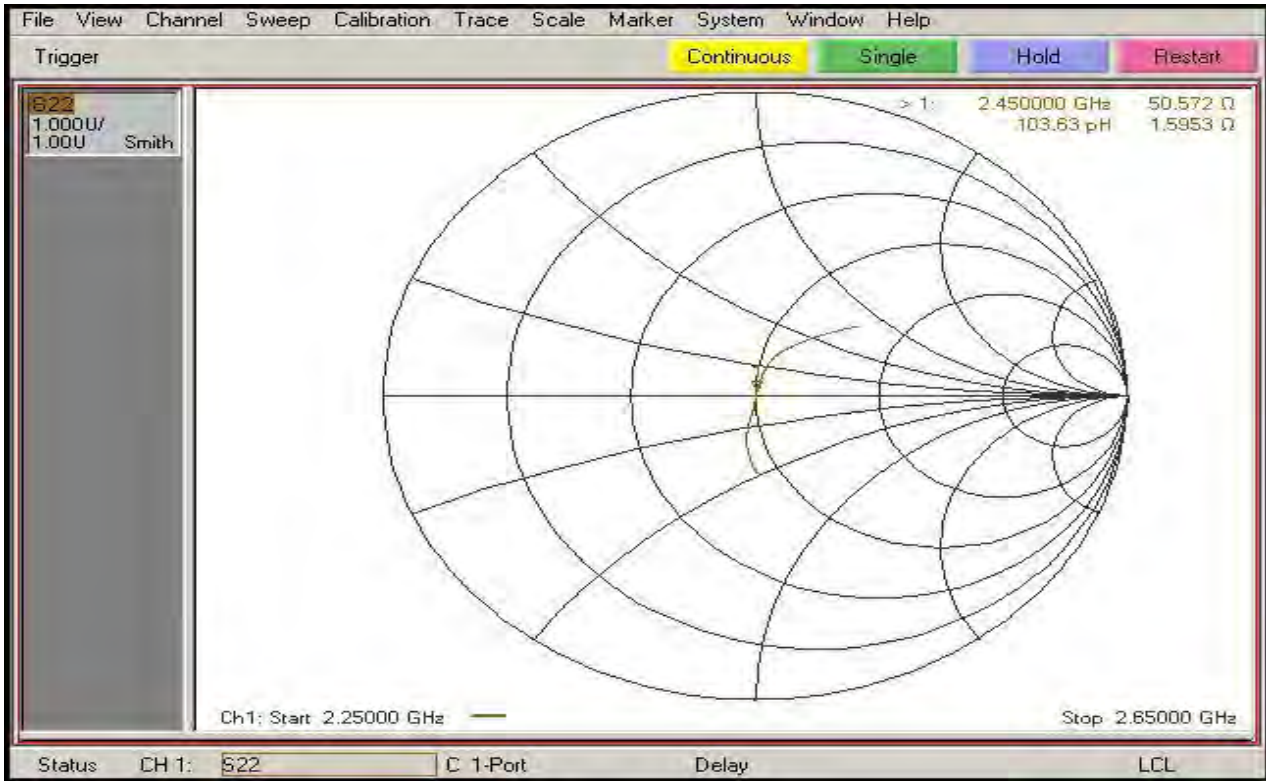 File View Channel Sweep Calibration Trace Scale Marker System Window Help
Trigger Continuous Single Hold Restart
S22
1.000U/
1.00U Smith
> 1: 2.450000 GHz 50.572 Ω
103.63 pH 1.5953 Ω
Ch1: Start 2.25000 GHz Stop 2.65000 GHz
Status CH 1: S22 C 1-Port Delay LCL